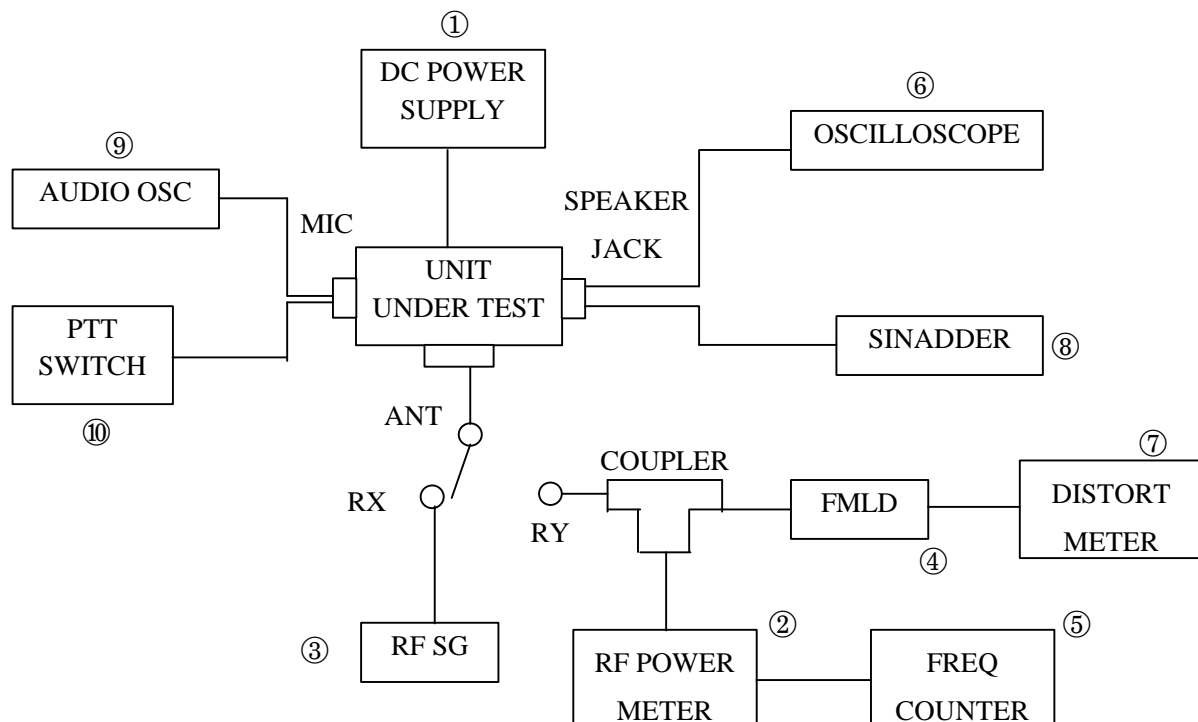 ①
DC POWER
SUPPLY
⑥
OSCILLOSCOPE
⑨
AUDIO OSC
MIC
SPEAKER
JACK
UNIT
UNDER TEST
PTT
SWITCH
⑩
SINADDER
⑧
ANT
RX
RY
COUPLER
FMLD
④
⑦
DISTORT
METER
③
RF SG
②
RF POWER
METER
⑤
FREQ
COUNTER